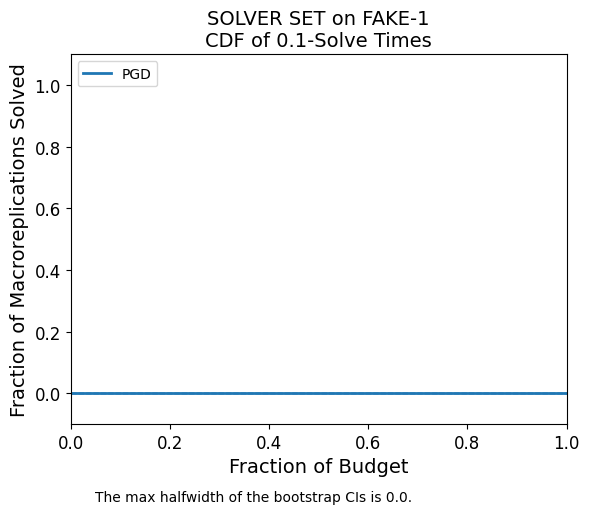 SOLVER SET on FAKE-1
CDF of 0.1-Solve Times
PGD
Fraction of Macroreplications Solved
1.0
0.8
0.6
0.4
0.2
0.0
0.0 0.2 0.4 0.6 0.8 1.0
Fraction of Budget
The max halfwidth of the bootstrap CIs is 0.0.